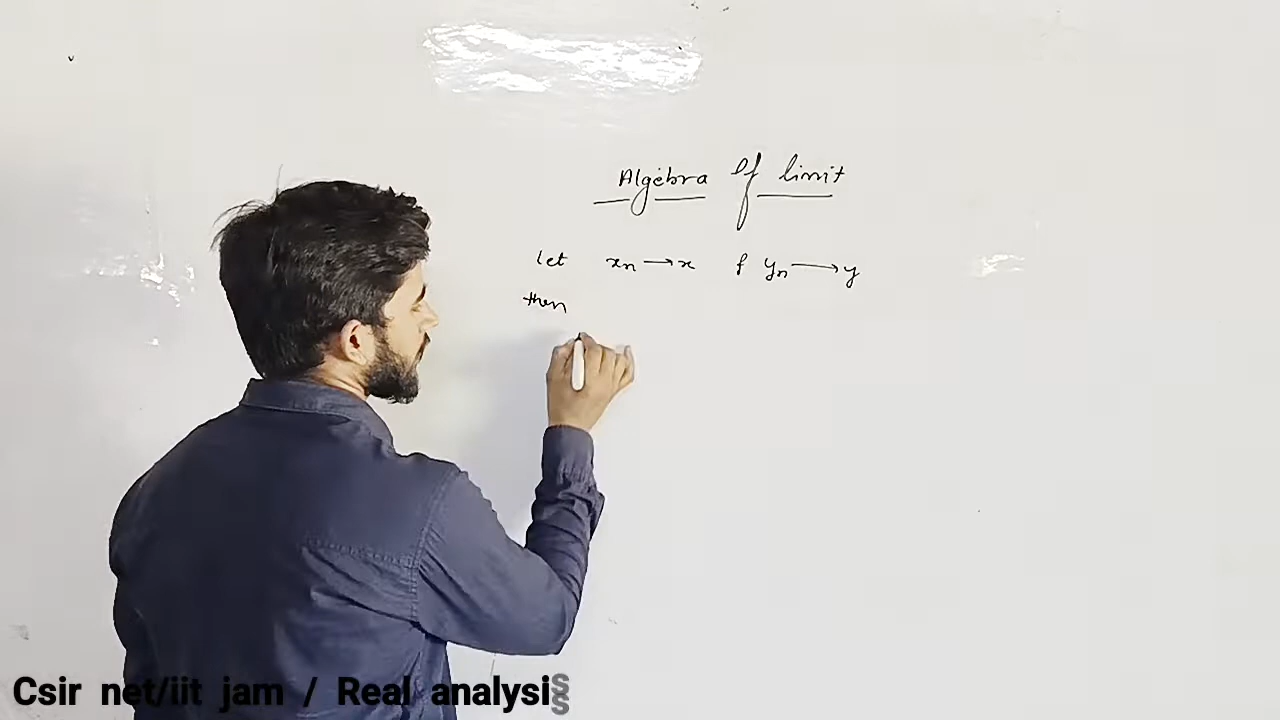 Algebra of limit
let xₙ → x & yₙ → y
then
Csir net/iit jam / Real analysis